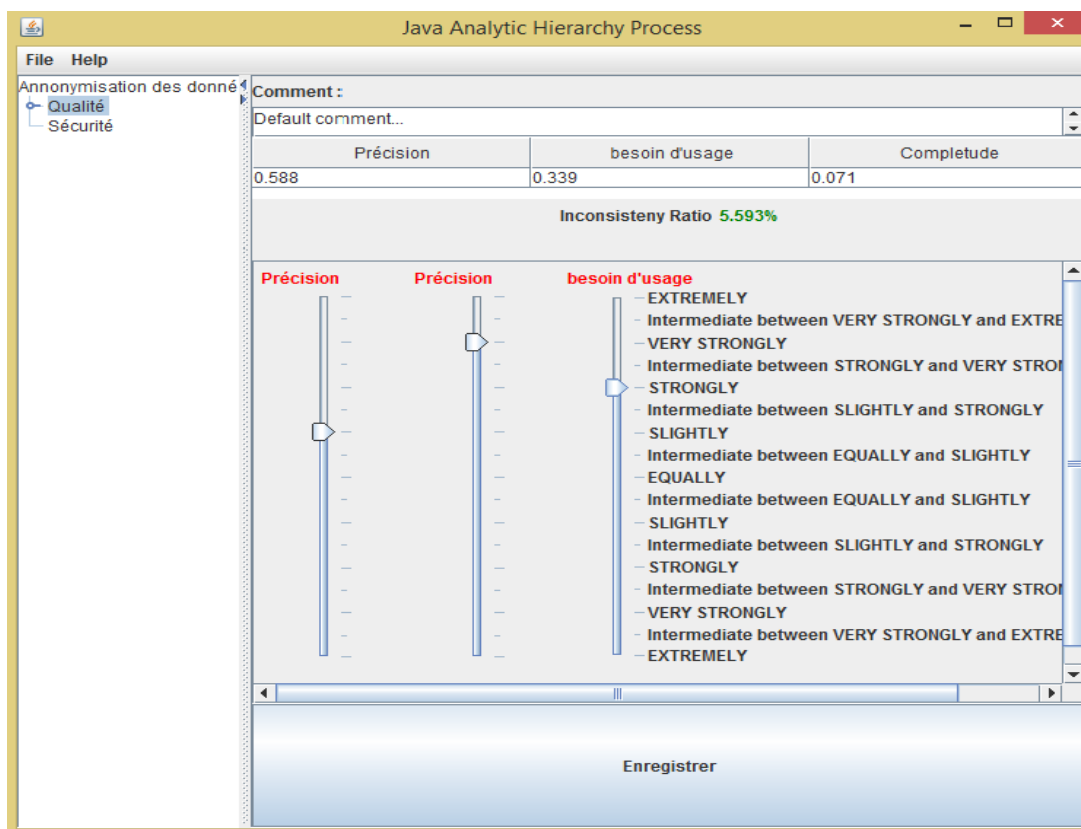 Java Analytic Hierarchy Process
File Help
Annonymisation des donné
Qualité
Sécurité
Comment :
Default comment...
Précision besoin d'usage Completude
0.588 0.339 0.071
Inconsisteny Ratio 5.593%
Précision Précision besoin d'usage
EXTREMELY
Intermediate between VERY STRONGLY and EXTRE
VERY STRONGLY
Intermediate between STRONGLY and VERY STRO
STRONGLY
Intermediate between SLIGHTLY and STRONGLY
SLIGHTLY
Intermediate between EQUALLY and SLIGHTLY
EQUALLY
Intermediate between EQUALLY and SLIGHTLY
SLIGHTLY
Intermediate between SLIGHTLY and STRONGLY
STRONGLY
Intermediate between STRONGLY and VERY STRO
VERY STRONGLY
Intermediate between VERY STRONGLY and EXTRE
EXTREMELY
Enregistrer